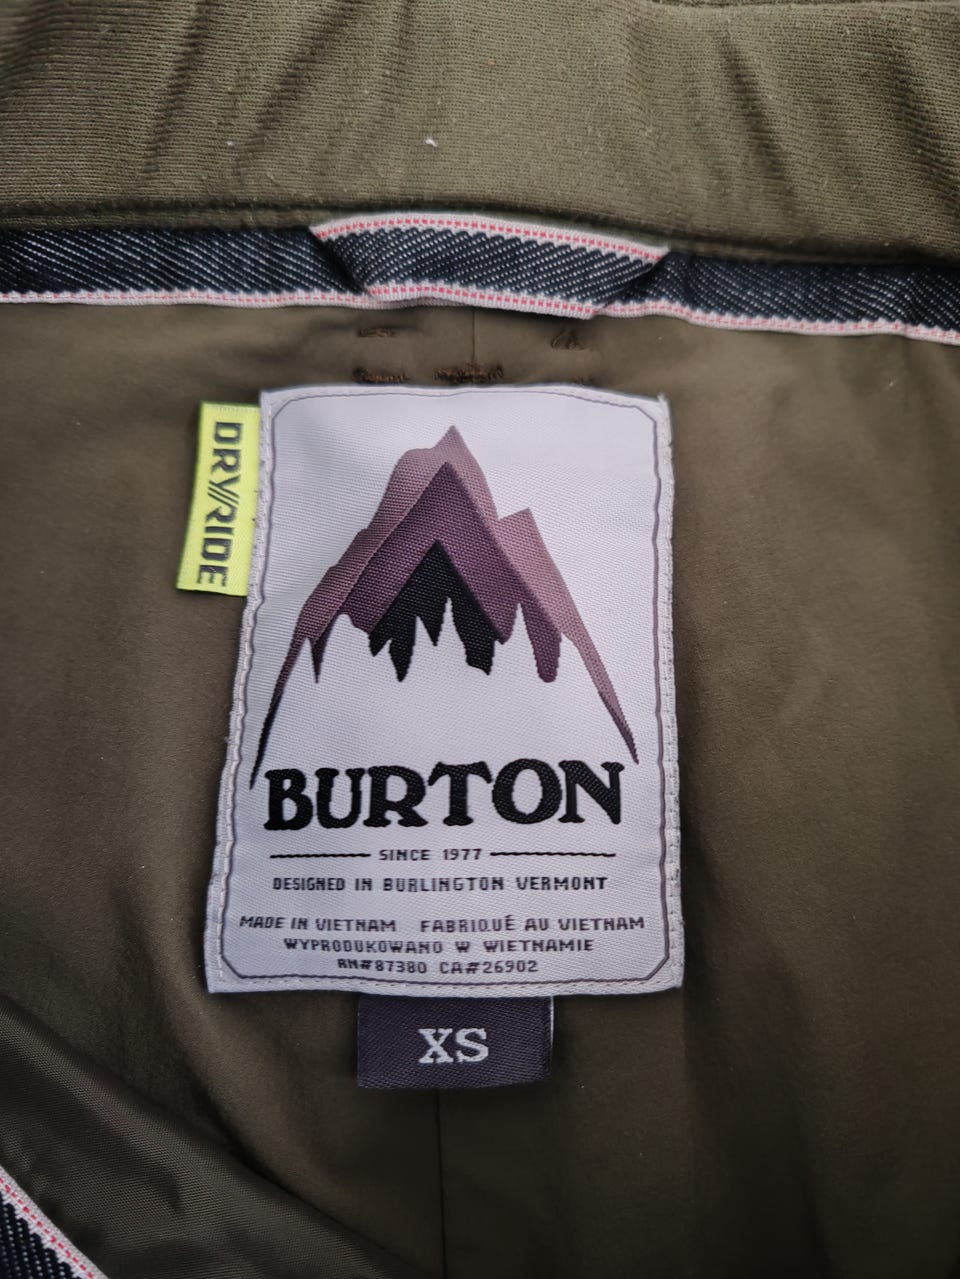 DRY//RIDE
BURTON
SINCE 1977
DESIGNED IN BURLINGTON VERMONT
MADE IN VIETNAM FABRIQUÉ AU VIETNAM
WYPRODUKOWANO W WIETNAMIE
RN#87380 CA#26902
XS